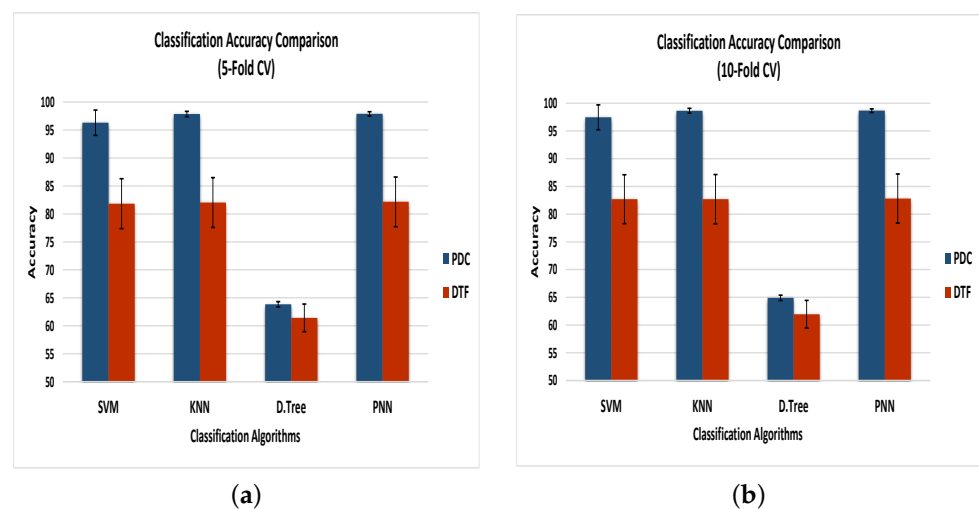 Classification Accuracy Comparison
(5-Fold CV)
100
95
90
85
80
75
70
65
60
55
50
Accuracy
SVM
KNN
D.Tree
PNN
Classification Algorithms
PDC
DTF
(a)
Classification Accuracy Comparison
(10-Fold CV)
100
95
90
85
80
75
70
65
60
55
50
Accuracy
SVM
KNN
D.Tree
PNN
Classification Algorithms
PDC
DTF
(b)